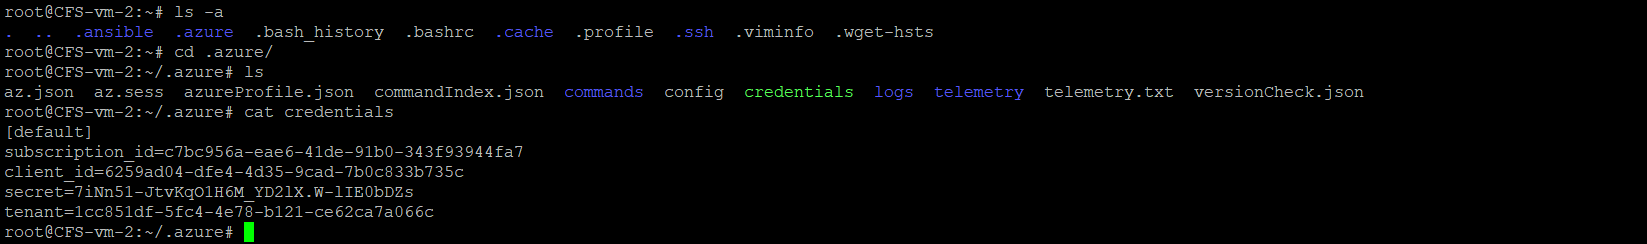 root@CFS-vm-2:~# ls -a
. .. .ansible .azure .bash_history .bashrc .cache .profile .ssh .viminfo .wget-hsts
root@CFS-vm-2:~# cd .azure/
root@CFS-vm-2:~/.azure# ls
az.json az.sess azureProfile.json commandIndex.json commands config credentials logs telemetry telemetry.txt versionCheck.json
root@CFS-vm-2:~/.azure# cat credentials
[default]
subscription_id=c7bc956a-eae6-41de-91b0-343f93944fa7
client_id=6259ad04-dfe4-4d35-9cad-7b0c833b735c
secret=7iNn51-JtvKqO1H6M_YD2lX.W-lIE0bDZs
tenant=1cc851df-5fc4-4e78-b121-ce62ca7a066c
root@CFS-vm-2:~/.azure#